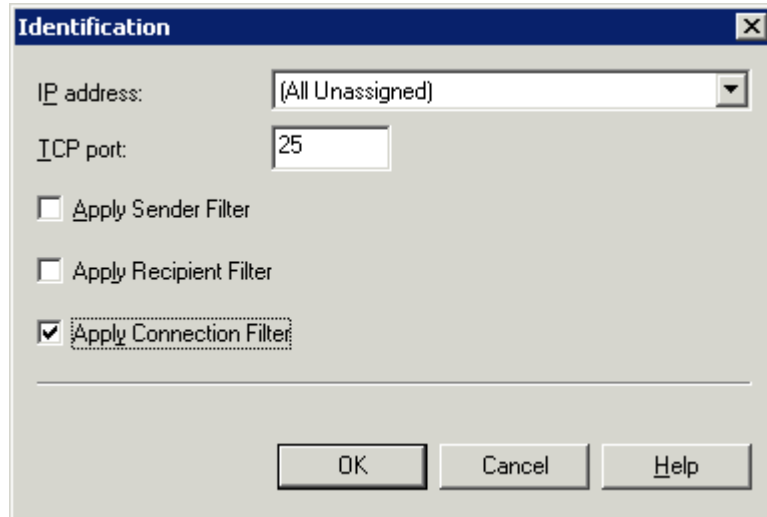 Identification
IP address: (All Unassigned)
TCP port: 25
Apply Sender Filter
Apply Recipient Filter
Apply Connection Filter
OK Cancel Help